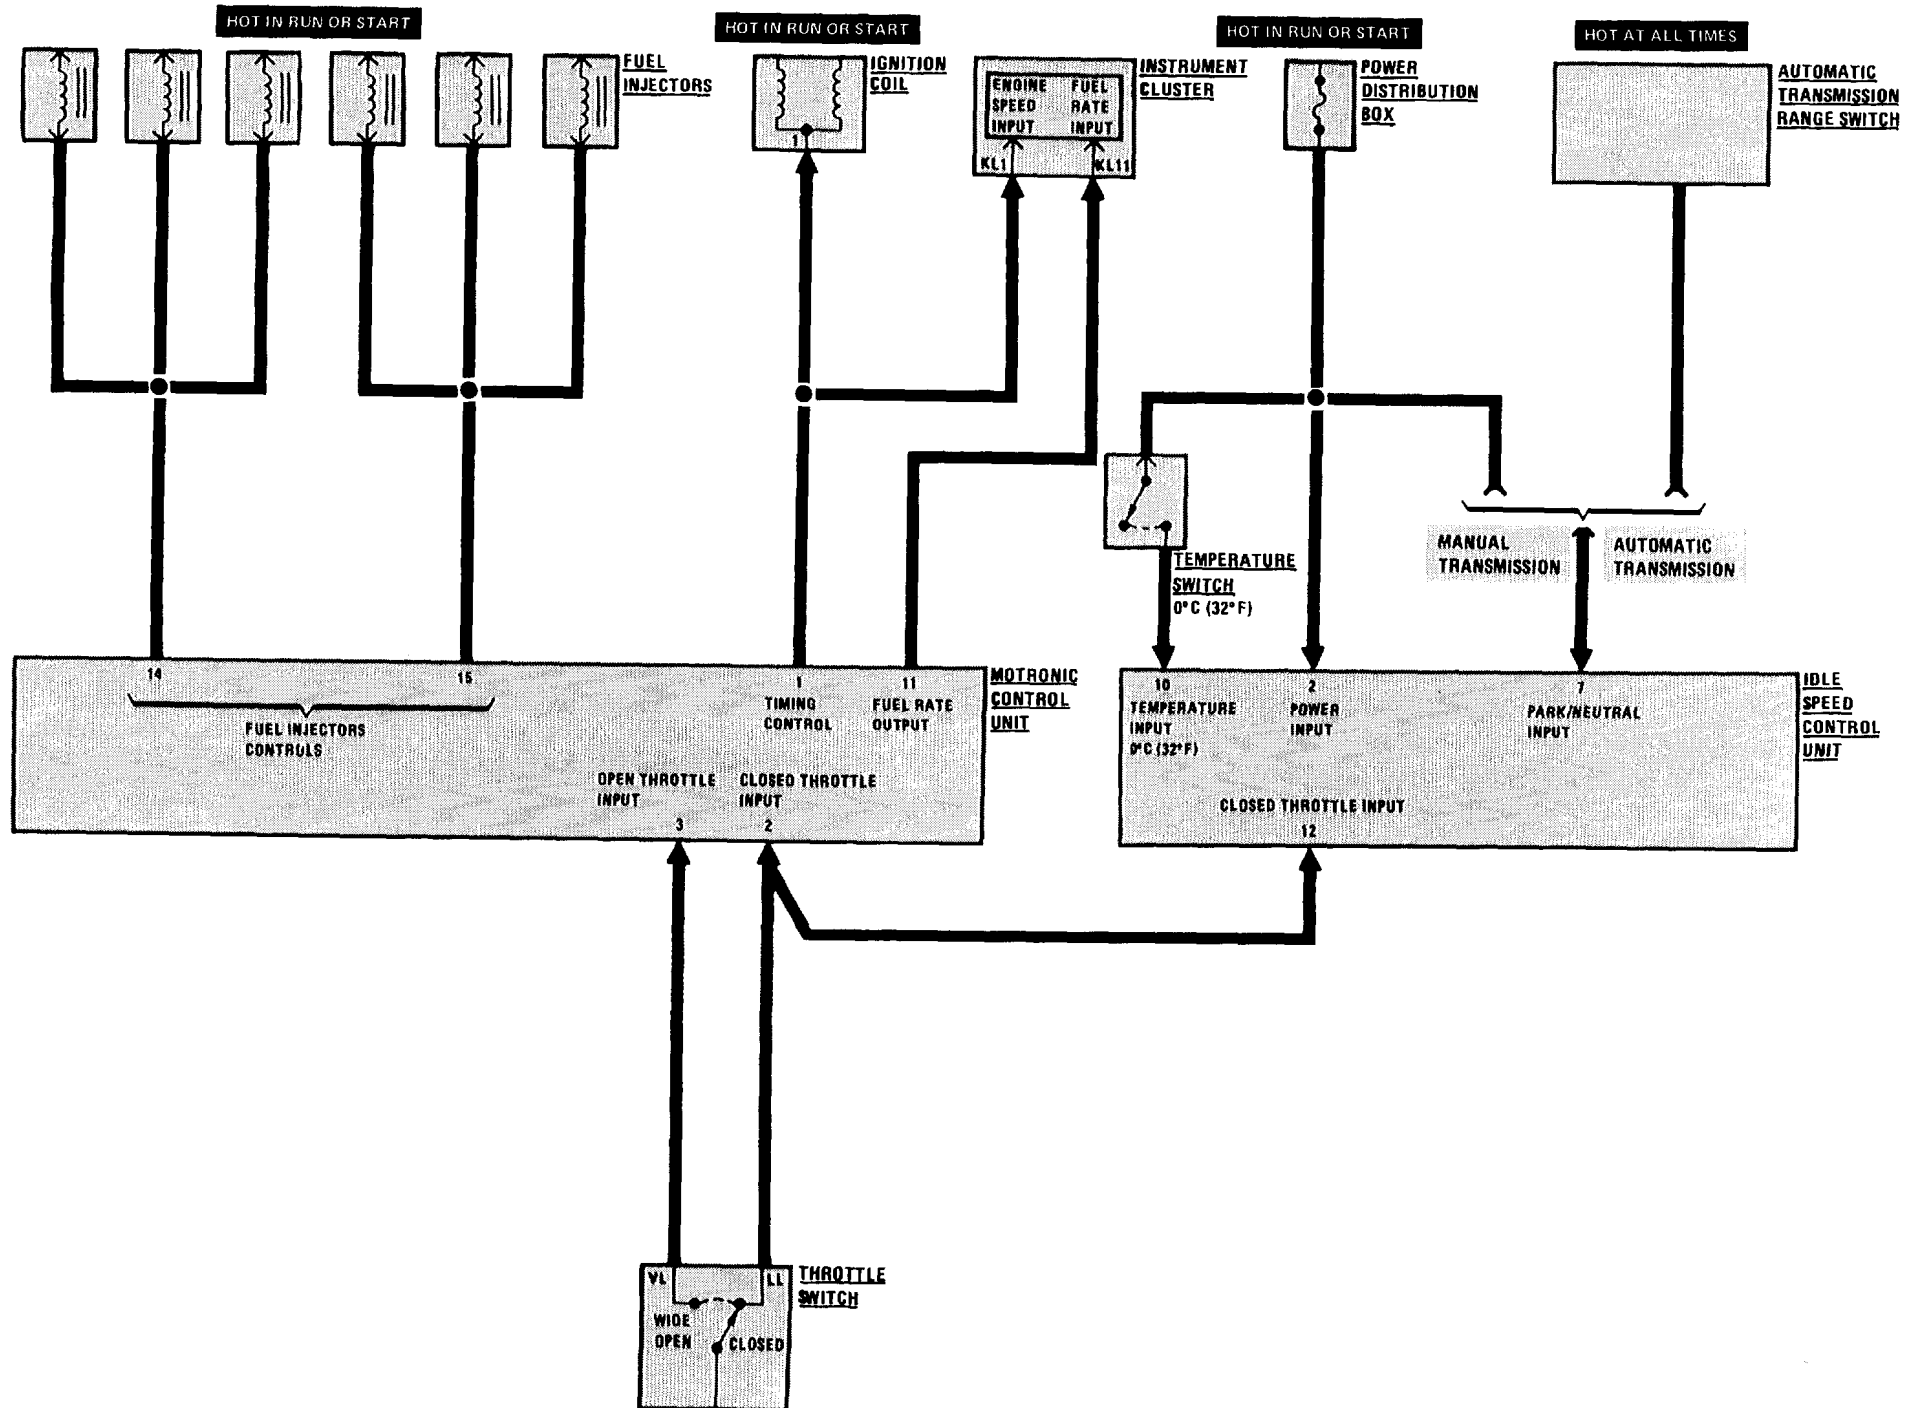 HOT IN RUN OR START
HOT IN RUN OR START
HOT IN RUN OR START
HOT AT ALL TIMES
FUEL
INJECTORS
IGNITION
COIL
1
ENGINE
SPEED
INPUT
FUEL
RATE
INPUT
KL1
KL11
INSTRUMENT
CLUSTER
POWER
DISTRIBUTION
BOX
AUTOMATIC
TRANSMISSION
RANGE SWITCH
TEMPERATURE
SWITCH
0°C (32°F)
MANUAL
TRANSMISSION
AUTOMATIC
TRANSMISSION
14
15
FUEL INJECTORS
CONTROLS
1
TIMING
CONTROL
11
FUEL RATE
OUTPUT
MOTRONIC
CONTROL
UNIT
OPEN THROTTLE
INPUT
3
CLOSED THROTTLE
INPUT
2
10
TEMPERATURE
INPUT
0°C (32°F)
2
POWER
INPUT
7
PARK/NEUTRAL
INPUT
IDLE
SPEED
CONTROL
UNIT
CLOSED THROTTLE INPUT
12
VL
LL
WIDE
OPEN
CLOSED
THROTTLE
SWITCH